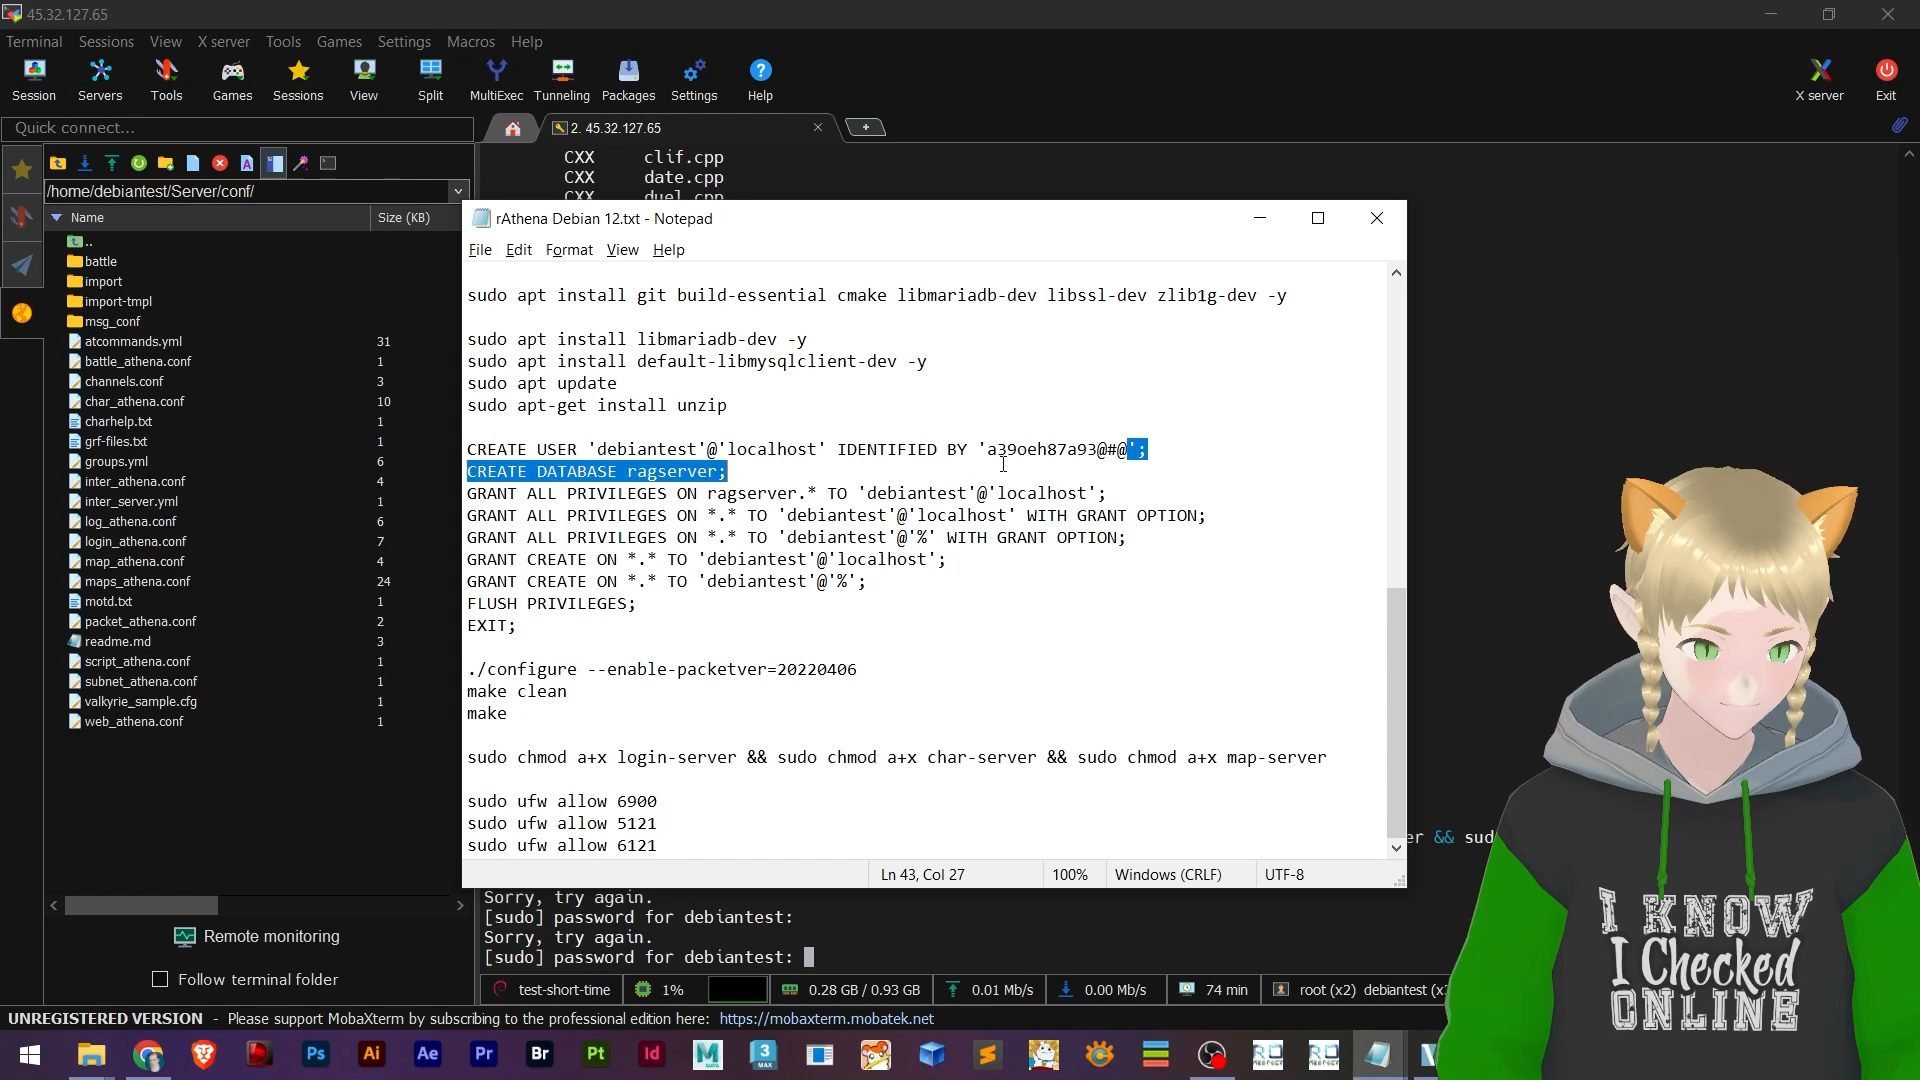 45.32.127.65
Terminal Sessions View X server Tools Games Settings Macros Help
Session Servers Tools Games Sessions View Split MultiExec Tunneling Packages Settings Help X server Exit
Quick connect...
2. 45.32.127.65
/home/debiantest/Server/conf/
Name Size (KB)
..
battle
import
import-tmpl
msg_conf
atcommands.yml 31
battle_athena.conf 1
channels.conf 3
char_athena.conf 10
charhelp.txt 1
grf-files.txt 1
groups.yml 6
inter_athena.conf 4
inter_server.yml 1
log_athena.conf 6
login_athena.conf 7
map_athena.conf 4
maps_athena.conf 24
motd.txt 1
packet_athena.conf 2
readme.md 3
script_athena.conf 1
subnet_athena.conf 1
valkyrie_sample.cfg 1
web_athena.conf 1
Remote monitoring
Follow terminal folder
CXX clif.cpp
CXX date.cpp
CXX duel.cpp
rAthena Debian 12.txt - Notepad
File Edit Format View Help
sudo apt install git build-essential cmake libmariadb-dev libssl-dev zlib1g-dev -y
sudo apt install libmariadb-dev -y
sudo apt install default-libmysqlclient-dev -y
sudo apt update
sudo apt-get install unzip
CREATE USER 'debiantest'@'localhost' IDENTIFIED BY 'a39oeh87a93@#@';
CREATE DATABASE ragserver;
GRANT ALL PRIVILEGES ON ragserver.* TO 'debiantest'@'localhost';
GRANT ALL PRIVILEGES ON *.* TO 'debiantest'@'localhost' WITH GRANT OPTION;
GRANT ALL PRIVILEGES ON *.* TO 'debiantest'@'%' WITH GRANT OPTION;
GRANT CREATE ON *.* TO 'debiantest'@'localhost';
GRANT CREATE ON *.* TO 'debiantest'@'%';
FLUSH PRIVILEGES;
EXIT;
./configure --enable-packetver=20220406
make clean
make
sudo chmod a+x login-server && sudo chmod a+x char-server && sudo chmod a+x map-server
sudo ufw allow 6900
sudo ufw allow 5121
sudo ufw allow 6121
Ln 43, Col 27 100% Windows (CRLF) UTF-8
er && sud
Sorry, try again.
[sudo] password for debiantest:
Sorry, try again.
[sudo] password for debiantest:
test-short-time 1% 0.28 GB / 0.93 GB 0.01 Mb/s 0.00 Mb/s 74 min root (x2) debiantest (x
UNREGISTERED VERSION - Please support MobaXterm by subscribing to the professional edition here: https://mobaxterm.mobatek.net
Ps Ai Ae Pr Br Pt Id M 3
I KNOW
I Checked
ONLINE